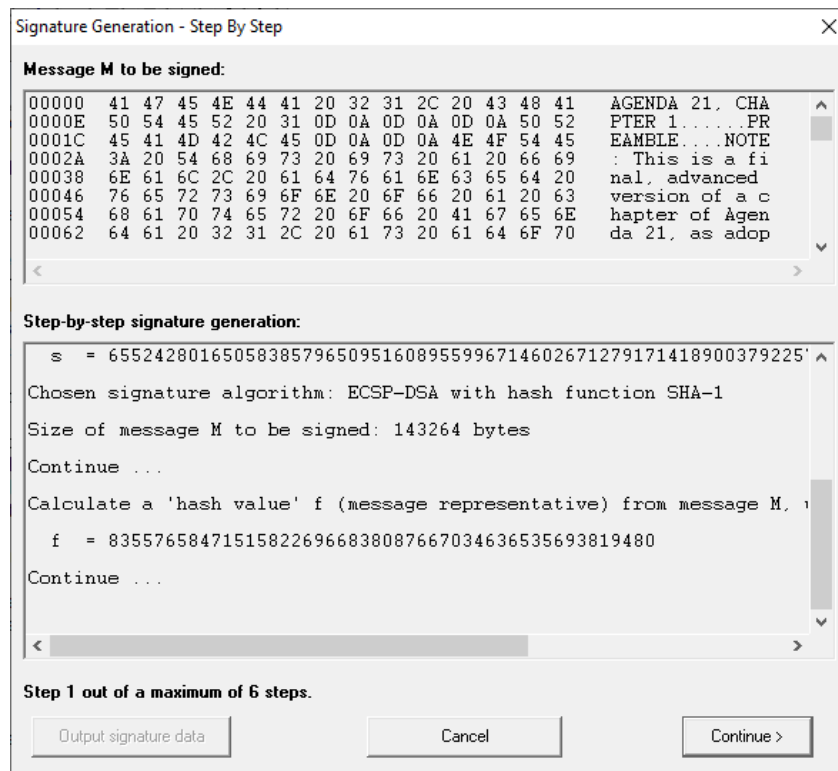 Signature Generation - Step By Step
Message M to be signed:
00000 41 47 45 4E 44 41 20 32 31 2C 20 43 48 41 AGENDA 21, CHA
0000E 50 54 45 52 20 31 0D 0A 0D 0A 0D 0A 50 52 PTER 1......PR
0001C 45 41 4D 42 4C 45 0D 0A 0D 0A 4E 4F 54 45 EAMBLE....NOTE
0002A 3A 20 54 68 69 73 20 69 73 20 61 20 66 69 : This is a fi
00038 6E 61 6C 2C 20 61 64 76 61 6E 63 65 64 20 nal, advanced
00046 76 65 72 73 69 6F 6E 20 6F 66 20 61 20 63 version of a c
00054 68 61 70 74 65 72 20 6F 66 20 41 67 65 6E hapter of Agen
00062 64 61 20 32 31 2C 20 61 73 20 61 64 6F 70 da 21, as adop
Step-by-step signature generation:
s = 65524280165058385796509516089559967146026712791714189003792257
Chosen signature algorithm: ECSP-DSA with hash function SHA-1
Size of message M to be signed: 143264 bytes
Continue ...
Calculate a 'hash value' f (message representative) from message M,
f = 835576584715158226966838087667034636535693819480
Continue ...
Step 1 out of a maximum of 6 steps.
Output signature data
Cancel
Continue >